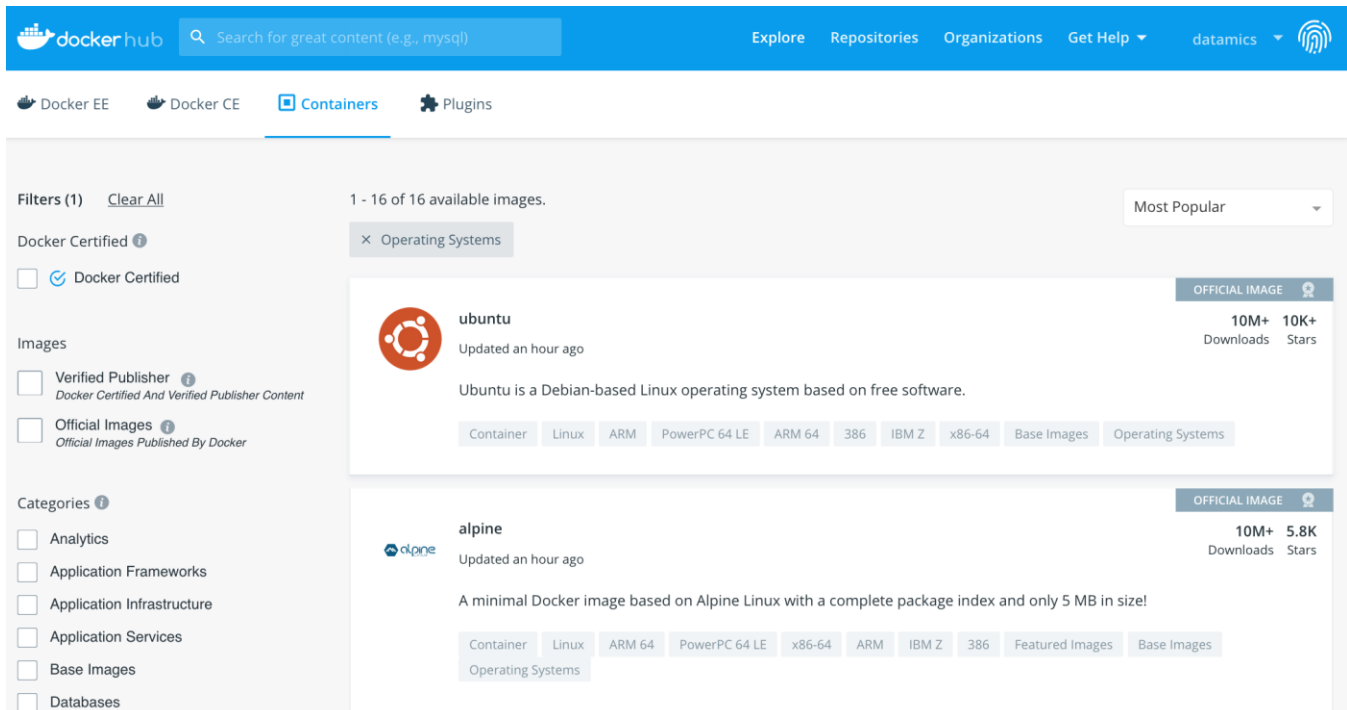 dockerhub
Search for great content (e.g., mysql)
Explore
Repositories
Organizations
Get Help
datamics
Docker EE
Docker CE
Containers
Plugins
Filters (1)
Clear All
Docker Certified
Docker Certified
Images
Verified Publisher
Docker Certified And Verified Publisher Content
Official Images
Official Images Published By Docker
Categories
Analytics
Application Frameworks
Application Infrastructure
Application Services
Base Images
Databases
1 - 16 of 16 available images.
Most Popular
× Operating Systems
OFFICIAL IMAGE
ubuntu
10M+ 10K+
Downloads Stars
Updated an hour ago
Ubuntu is a Debian-based Linux operating system based on free software.
Container Linux ARM PowerPC 64 LE ARM 64 386 IBM Z x86-64 Base Images Operating Systems
OFFICIAL IMAGE
alpine
alpine
10M+ 5.8K
Downloads Stars
Updated an hour ago
A minimal Docker image based on Alpine Linux with a complete package index and only 5 MB in size!
Container Linux ARM 64 PowerPC 64 LE x86-64 ARM IBM Z 386 Featured Images Base Images
Operating Systems